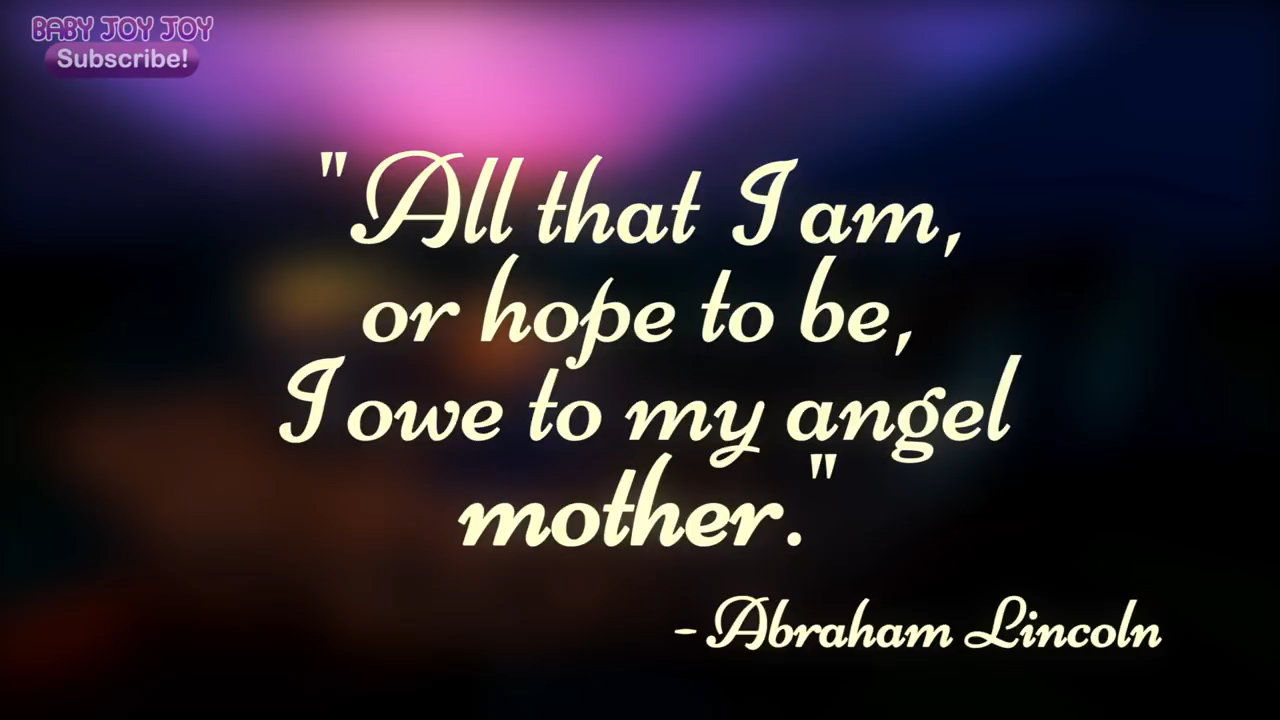 BABY JOY JOY
Subscribe!
"All that I am,
or hope to be,
I owe to my angel
mother."
-Abraham Lincoln